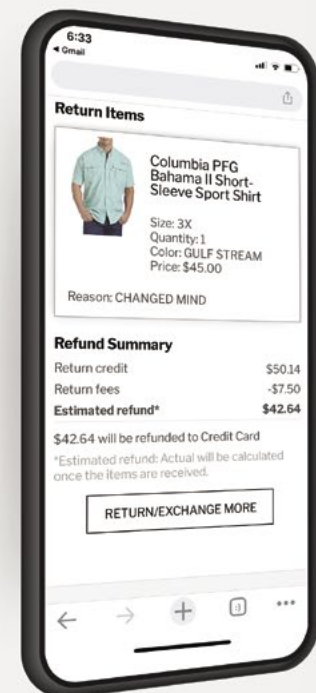 6:33
◀ Gmail
Return Items
Columbia PFG
Bahama II Short-
Sleeve Sport Shirt
Size: 3X
Quantity: 1
Color: GULF STREAM
Price: $45.00
Reason: CHANGED MIND
Refund Summary
Return credit $50.14
Return fees -$7.50
Estimated refund* $42.64
$42.64 will be refunded to Credit Card
*Estimated refund: Actual will be calculated
once the items are received.
RETURN/EXCHANGE MORE
:)